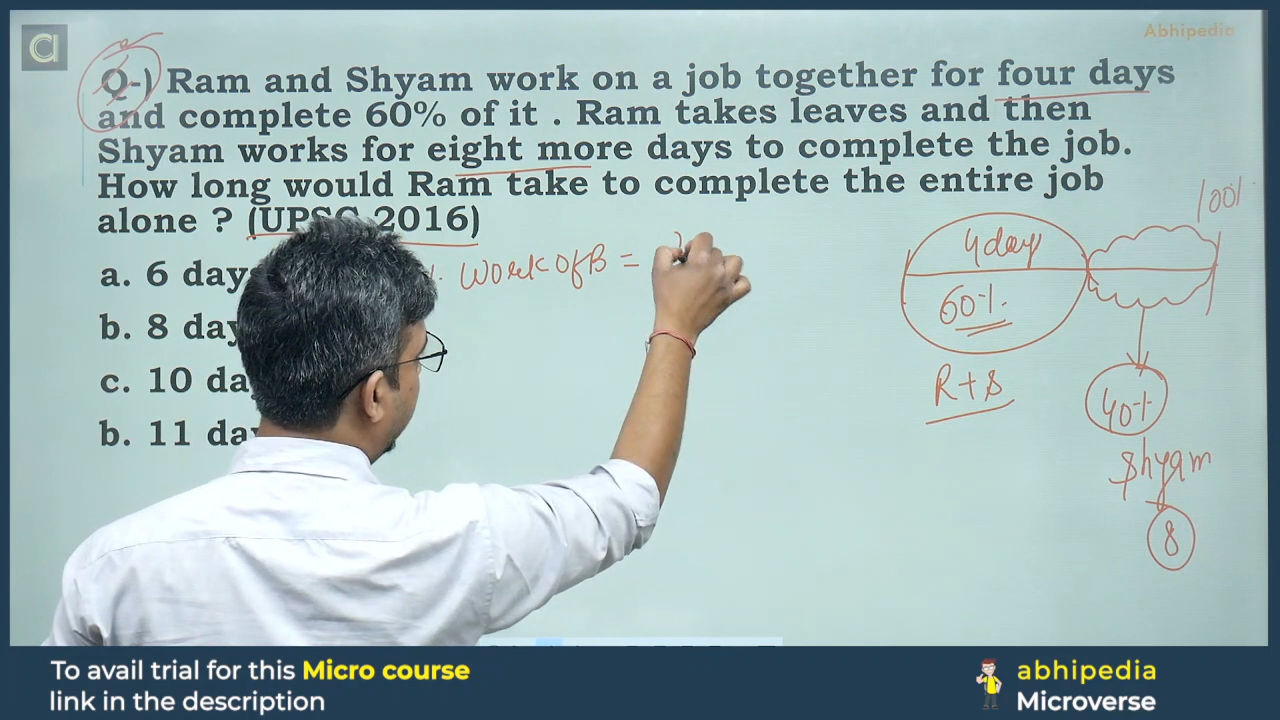 Abhipedia
Q-) Ram and Shyam work on a job together for four days
and complete 60% of it . Ram takes leaves and then
Shyam works for eight more days to complete the job.
How long would Ram take to complete the entire job
alone ? (UPSC 2016)
a. 6 day
b. 8 day
c. 10 da
b. 11 da
Work of B =
100%
4 day
60%
R+S
40%
Shyam
8
To avail trial for this Micro course
link in the description
abhipedia
Microverse